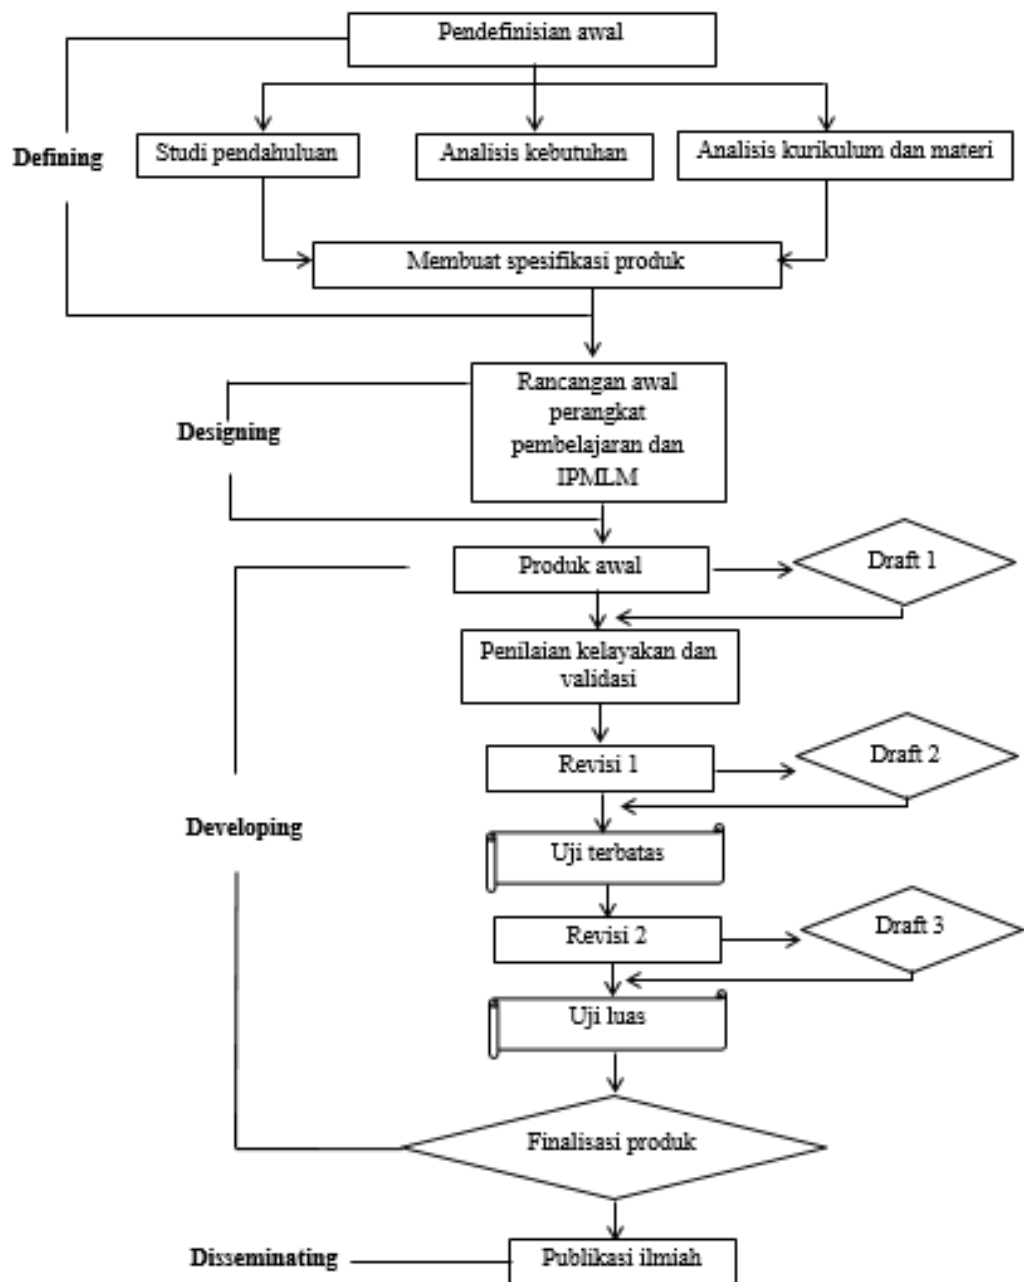 Pendefinisian awal
Defining
Studi pendahuluan
Analisis kebutuhan
Analisis kurikulum dan materi
Membuat spesifikasi produk
Rancangan awal
perangkat
pembelajaran dan
IPMLM
Designing
Produk awal
Draft 1
Penilaian kelayakan dan
validasi
Revisi 1
Draft 2
Developing
Uji terbatas
Revisi 2
Draft 3
Uji luas
Finalisasi produk
Disseminating
Publikasi ilmiah